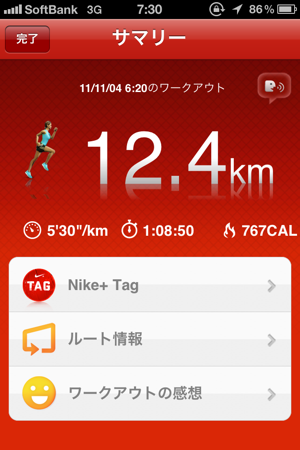 SoftBank 3G 7:30 86%
完了 サマリー
11/11/04 6:20のワークアウト
12.4km
5'30"/km 1:08:50 767CAL
TAG Nike+ Tag
ルート情報
ワークアウトの感想